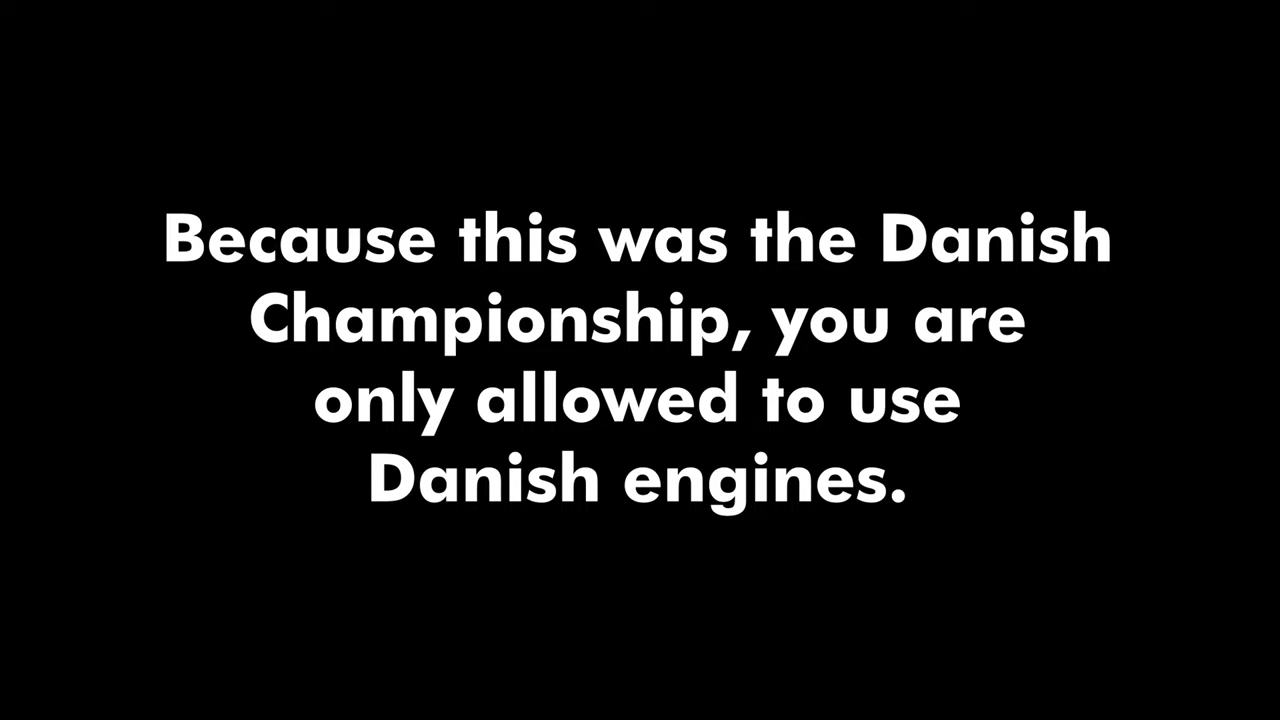 Because this was the Danish
Championship, you are
only allowed to use
Danish engines.